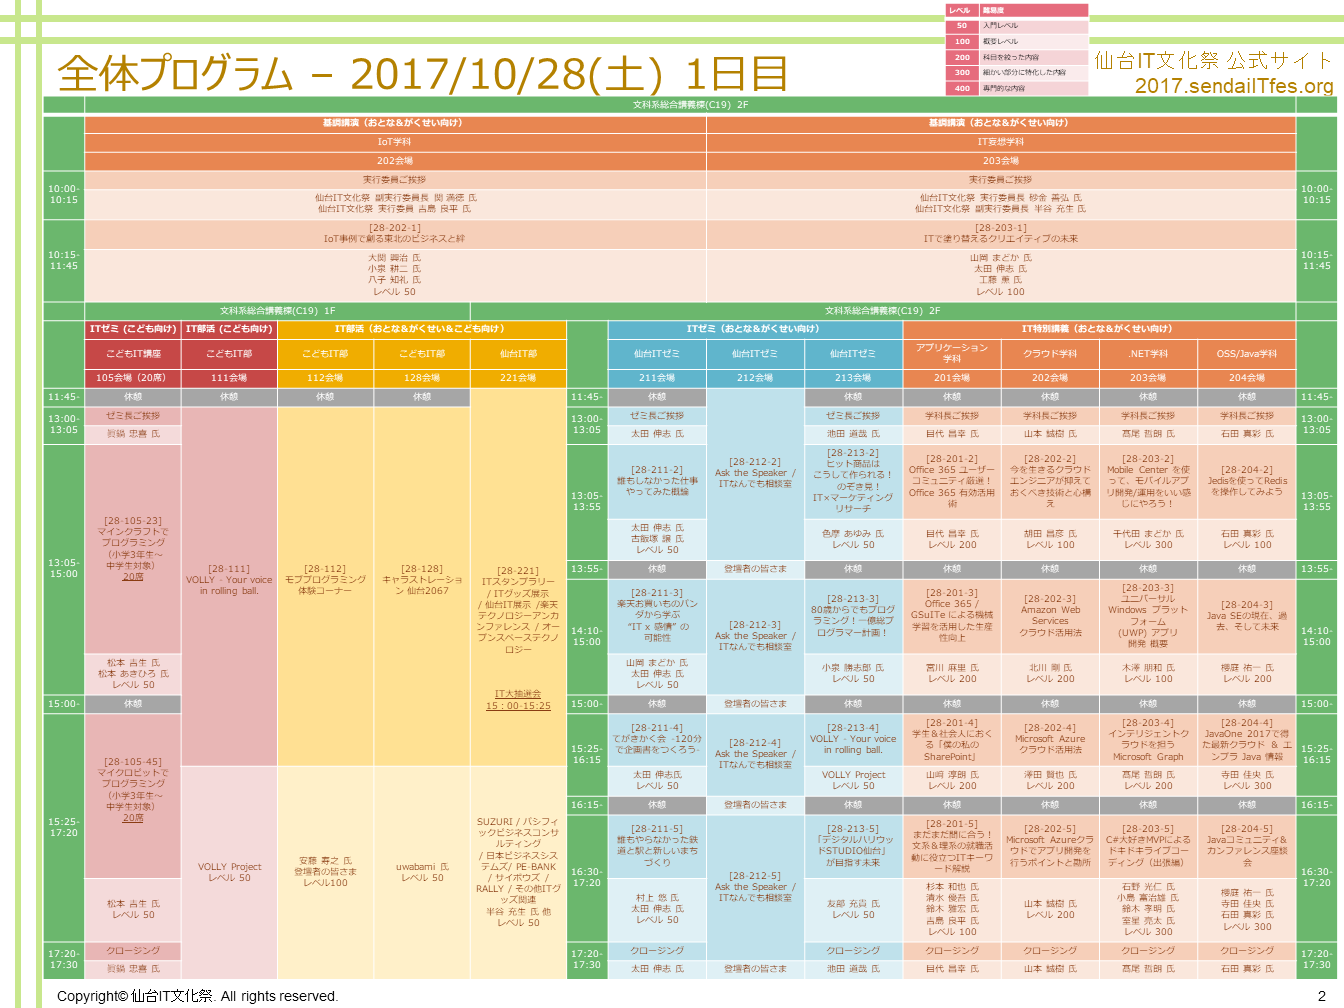 レベル 難易度
50 入門レベル
100 概要レベル
200 科目を絞った内容
300 細かい部分に特化した内容
400 専門的な内容
全体プログラム – 2017/10/28(土) 1日目
仙台IT文化祭 公式サイト
2017.sendaiITfes.org
文科系総合講義棟(C19) 2F
基調講演（おとな＆がくせい向け）
IoT学科
202会場
基調講演（おとな＆がくせい向け）
IT妄想学科
203会場
10:00-
10:15
実行委員ご挨拶
仙台IT文化祭 副実行委員長 関 満徳 氏
仙台IT文化祭 実行委員 吉島 良平 氏
実行委員ご挨拶
仙台IT文化祭 実行委員長 砂金 善弘 氏
仙台IT文化祭 副実行委員長 半谷 充生 氏
10:00-
10:15
10:15-
11:45
[28-202-1]
IoT事例で創る東北のビジネスと絆
大関 興治 氏
小泉 耕二 氏
八子 知礼 氏
レベル 50
[28-203-1]
ITで塗り替えるクリエイティブの未来
山岡 まどか 氏
太田 伸志 氏
工藤 薫 氏
レベル 100
10:15-
11:45
文科系総合講義棟(C19) 1F
文科系総合講義棟(C19) 2F
ITゼミ (こども向け)
IT部活 (こども向け)
IT部活（おとな＆がくせい＆こども向け）
ITゼミ（おとな＆がくせい向け）
IT特別講義（おとな＆がくせい向け）
こどもIT講座
こどもIT部
こどもIT部
こどもIT部
仙台IT部
仙台ITゼミ
仙台ITゼミ
仙台ITゼミ
アプリケーション
学科
クラウド学科
.NET学科
OSS/Java学科
105会場（20席）
111会場
112会場
128会場
221会場
211会場
212会場
213会場
201会場
202会場
203会場
204会場
11:45-
休憩
休憩
休憩
休憩
11:45-
休憩
休憩
休憩
休憩
休憩
休憩
11:45-
13:00-
13:05
ゼミ長ご挨拶
眞鍋 忠喜 氏
13:00-
13:05
ゼミ長ご挨拶
太田 伸志 氏
ゼミ長ご挨拶
池田 道哉 氏
学科長ご挨拶
目代 昌幸 氏
学科長ご挨拶
山本 誠樹 氏
学科長ご挨拶
髙尾 哲朗 氏
学科長ご挨拶
石田 真彩 氏
13:00-
13:05
13:05-
15:00
[28-105-23]
マインクラフトで
プログラミング
（小学3年生～
中学生対象）
20席
松本 吉生 氏
松本 あきひろ 氏
レベル 50
[28-111]
VOLLY - Your voice
in rolling ball.
[28-112]
モブプログラミング
体験コーナー
[28-128]
キャラストレーショ
ン 仙台2067
[28-221]
ITスタンプラリー
/ ITグッズ展示
/ 仙台IT展示 /楽天
テクノロジーアンカ
ンファレンス / オー
プンスペーステクノ
ロジー
IT大抽選会
15：00-15:25
13:05-
13:55
[28-211-2]
誰もしなかった仕事
やってみた概論
太田 伸志 氏
古飯塚 譲 氏
レベル 50
[28-212-2]
Ask the Speaker /
ITなんでも相談室
[28-213-2]
ヒット商品は
こうして作られる！
のぞき見！
IT×マーケティング
リサーチ
色摩 あゆみ 氏
レベル 50
[28-201-2]
Office 365 ユーザー
コミュニティ厳選！
Office 365 有効活用
術
目代 昌幸 氏
レベル 200
[28-202-2]
今を生きるクラウド
エンジニアが抑えて
おくべき技術と心構
え
胡田 昌彦 氏
レベル 200
[28-203-2]
Mobile Center を使
って、モバイルアプ
リ開発/運用をいい感
じにやろう！
千代田 まどか 氏
レベル 300
[28-204-2]
Jedisを使ってRedis
を操作してみよう
石田 真彩 氏
レベル 100
13:05-
13:55
13:55-
休憩
登壇者の皆さま
休憩
休憩
休憩
休憩
休憩
13:55-
14:10-
15:00
[28-211-3]
楽天お買いものパン
ダから学ぶ
“IT x 感情” の
可能性
山岡 まどか 氏
太田 伸志 氏
レベル 50
[28-212-3]
Ask the Speaker /
ITなんでも相談室
[28-213-3]
80歳からでもプログ
ラミング！一億総プ
ログラマー計画！
小泉 勝志郎 氏
レベル 50
[28-201-3]
Office 365 /
GSuITe による機械
学習を活用した生産
性向上
宮川 麻里 氏
レベル 200
[28-202-3]
Amazon Web
Services
クラウド活用法
北川 剛 氏
レベル 200
[28-203-3]
ユニバーサル
Windows プラット
フォーム
(UWP) アプリ
開発 概要
木澤 朋和 氏
レベル 100
[28-204-3]
Java SEの現在、過
去、そして未来
櫻庭 祐一 氏
レベル 200
14:10-
15:00
15:00-
休憩
15:00-
休憩
登壇者の皆さま
休憩
休憩
休憩
休憩
休憩
15:00-
15:25-
17:20
[28-105-45]
マイクロビットで
プログラミング
（小学3年生～
中学生対象）
20席
松本 吉生 氏
レベル 50
VOLLY Project
レベル 50
安藤 寿之 氏
登壇者の皆さま
レベル100
uwabami 氏
レベル 50
SUZURI / パシフィ
ックビジネスコンサ
ルティング
/ 日本ビジネスシス
テムズ/ PE-BANK
/ サイボウズ /
RALLY / その他ITグ
ッズ関連
半谷 充生 氏 他
レベル 50
15:25-
16:15
[28-211-4]
てがきかく会 -120分
で企画書をつくろう-
太田 伸志氏
レベル 50
[28-212-4]
Ask the Speaker /
ITなんでも相談室
[28-213-4]
VOLLY - Your voice
in rolling ball.
VOLLY Project
レベル 50
[28-201-4]
学生＆社会人におく
る「僕の私の
SharePoint」
山﨑 淳朗 氏
レベル 200
[28-202-4]
Microsoft Azure
クラウド活用法
澤田 賢也 氏
レベル 200
[28-203-4]
インテリジェントク
ラウドを担う
Microsoft Graph
髙尾 哲朗 氏
レベル 200
[28-204-4]
JavaOne 2017で得
た最新クラウド ＆ エ
ンプラ Java 情報
寺田 佳央 氏
レベル 300
15:25-
16:15
16:15-
休憩
登壇者の皆さま
休憩
休憩
休憩
休憩
休憩
16:15-
16:30-
17:20
[28-211-5]
誰もやらなかった鉄
道と駅と新しいまち
づくり
村上 悠 氏
太田 伸志 氏
レベル 50
[28-212-5]
Ask the Speaker /
ITなんでも相談室
[28-213-5]
「デジタルハリウッ
ドSTUDIO仙台」
が目指す未来
友部 充貴 氏
レベル 50
[28-201-5]
まだまだ間に合う！
文系＆理系の就職活
動に役立つITキーワ
ード解説
杉本 和也 氏
清水 優吾 氏
鈴木 雅宏 氏
吉島 良平 氏
レベル 100
[28-202-5]
Microsoft Azureクラ
ウドでアプリ開発を
行うポイントと勘所
山本 誠樹 氏
レベル 200
[28-203-5]
C#大好きMVPによる
ドキドキライブコー
ディング（出張編）
石野 光仁 氏
小島 富治雄 氏
鈴木 孝明 氏
室星 亮太 氏
レベル 300
[28-204-5]
Javaコミュニティ&
カンファレンス座談
会
櫻庭 祐一 氏
寺田 佳央 氏
石田 真彩 氏
レベル 300
16:30-
17:20
17:20-
17:30
クロージング
眞鍋 忠喜 氏
17:20-
17:30
クロージング
太田 伸志 氏
登壇者の皆さま
クロージング
池田 道哉 氏
クロージング
目代 昌幸 氏
クロージング
山本 誠樹 氏
クロージング
髙尾 哲朗 氏
クロージング
石田 真彩 氏
17:20-
17:30
Copyright© 仙台IT文化祭. All rights reserved.
2